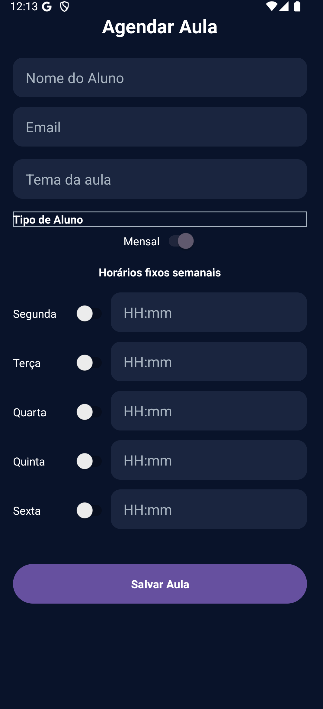 12:13 G
Agendar Aula
Nome do Aluno
Email
Tema da aula
Tipo de Aluno
Mensal
Horários fixos semanais
Segunda HH:mm
Terça HH:mm
Quarta HH:mm
Quinta HH:mm
Sexta HH:mm
Salvar Aula